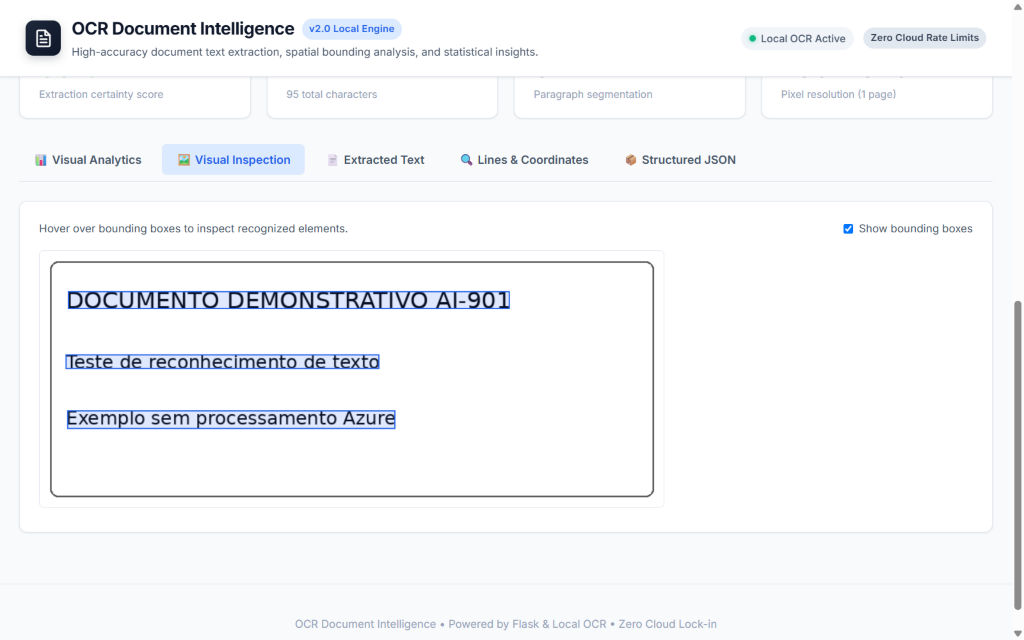 OCR Document Intelligence v2.0 Local Engine
High-accuracy document text extraction, spatial bounding analysis, and statistical insights.
Local OCR Active
Zero Cloud Rate Limits
Extraction certainty score
95 total characters
Paragraph segmentation
Pixel resolution (1 page)
Visual Analytics
Visual Inspection
Extracted Text
Lines & Coordinates
Structured JSON
Hover over bounding boxes to inspect recognized elements.
Show bounding boxes
DOCUMENTO DEMONSTRATIVO AI-901
Teste de reconhecimento de texto
Exemplo sem processamento Azure
OCR Document Intelligence • Powered by Flask & Local OCR • Zero Cloud Lock-in